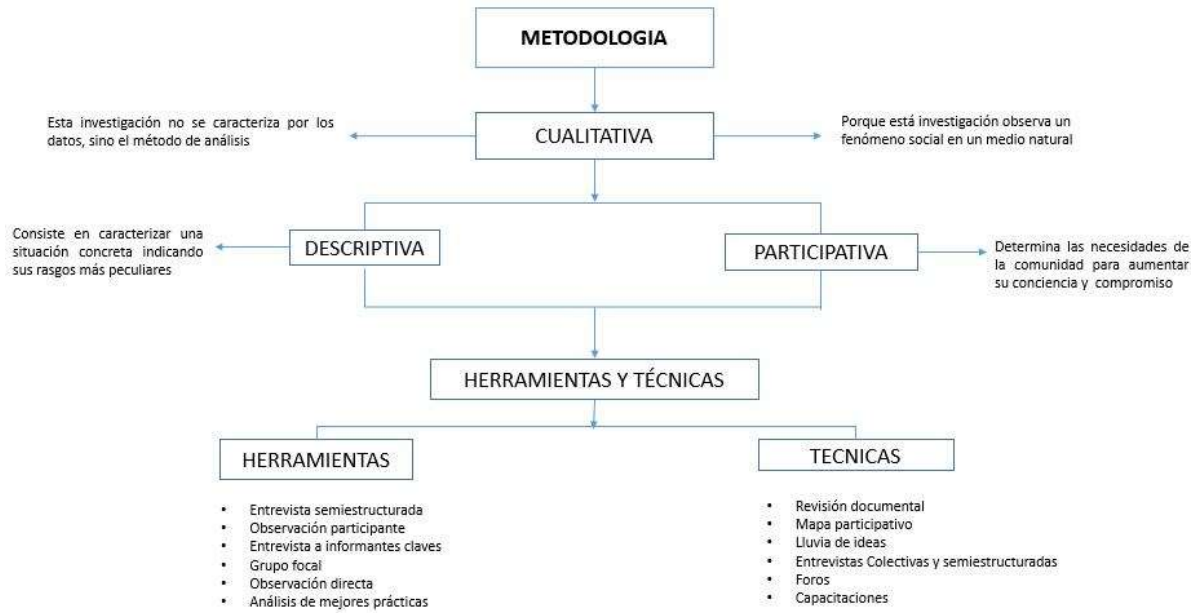 METODOLOGIA
Esta investigación no se caracteriza por los
datos, sino el método de análisis
CUALITATIVA
Porque está investigación observa un
fenómeno social en un medio natural
Consiste en caracterizar una
situación concreta indicando
sus rasgos más peculiares
DESCRIPTIVA
PARTICIPATIVA
Determina las necesidades de
la comunidad para aumentar
su conciencia y compromiso
HERRAMIENTAS Y TÉCNICAS
HERRAMIENTAS
• Entrevista semiestructurada
• Observación participante
• Entrevista a informantes claves
• Grupo focal
• Observación directa
• Análisis de mejores prácticas
TECNICAS
• Revisión documental
• Mapa participativo
• Lluvia de ideas
• Entrevistas Colectivas y semiestructuradas
• Foros
• Capacitaciones